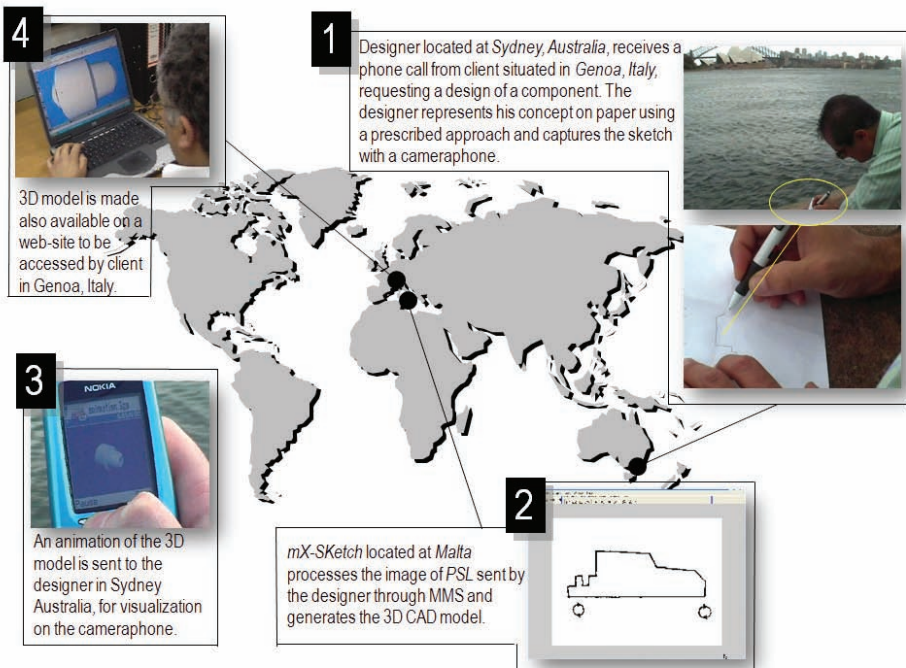 1
Designer located at Sydney, Australia, receives a
phone call from client situated in Genoa, Italy,
requesting a design of a component. The
designer represents his concept on paper using
a prescribed approach and captures the sketch
with a cameraphone.
2
mX-SKetch located at Malta
processes the image of PSL sent by
the designer through MMS and
generates the 3D CAD model.
3
NOKIA
An animation of the 3D
model is sent to the
designer in Sydney
Australia, for visualization
on the cameraphone.
4
3D model is made
also available on a
web-site to be
accessed by client
in Genoa, Italy.